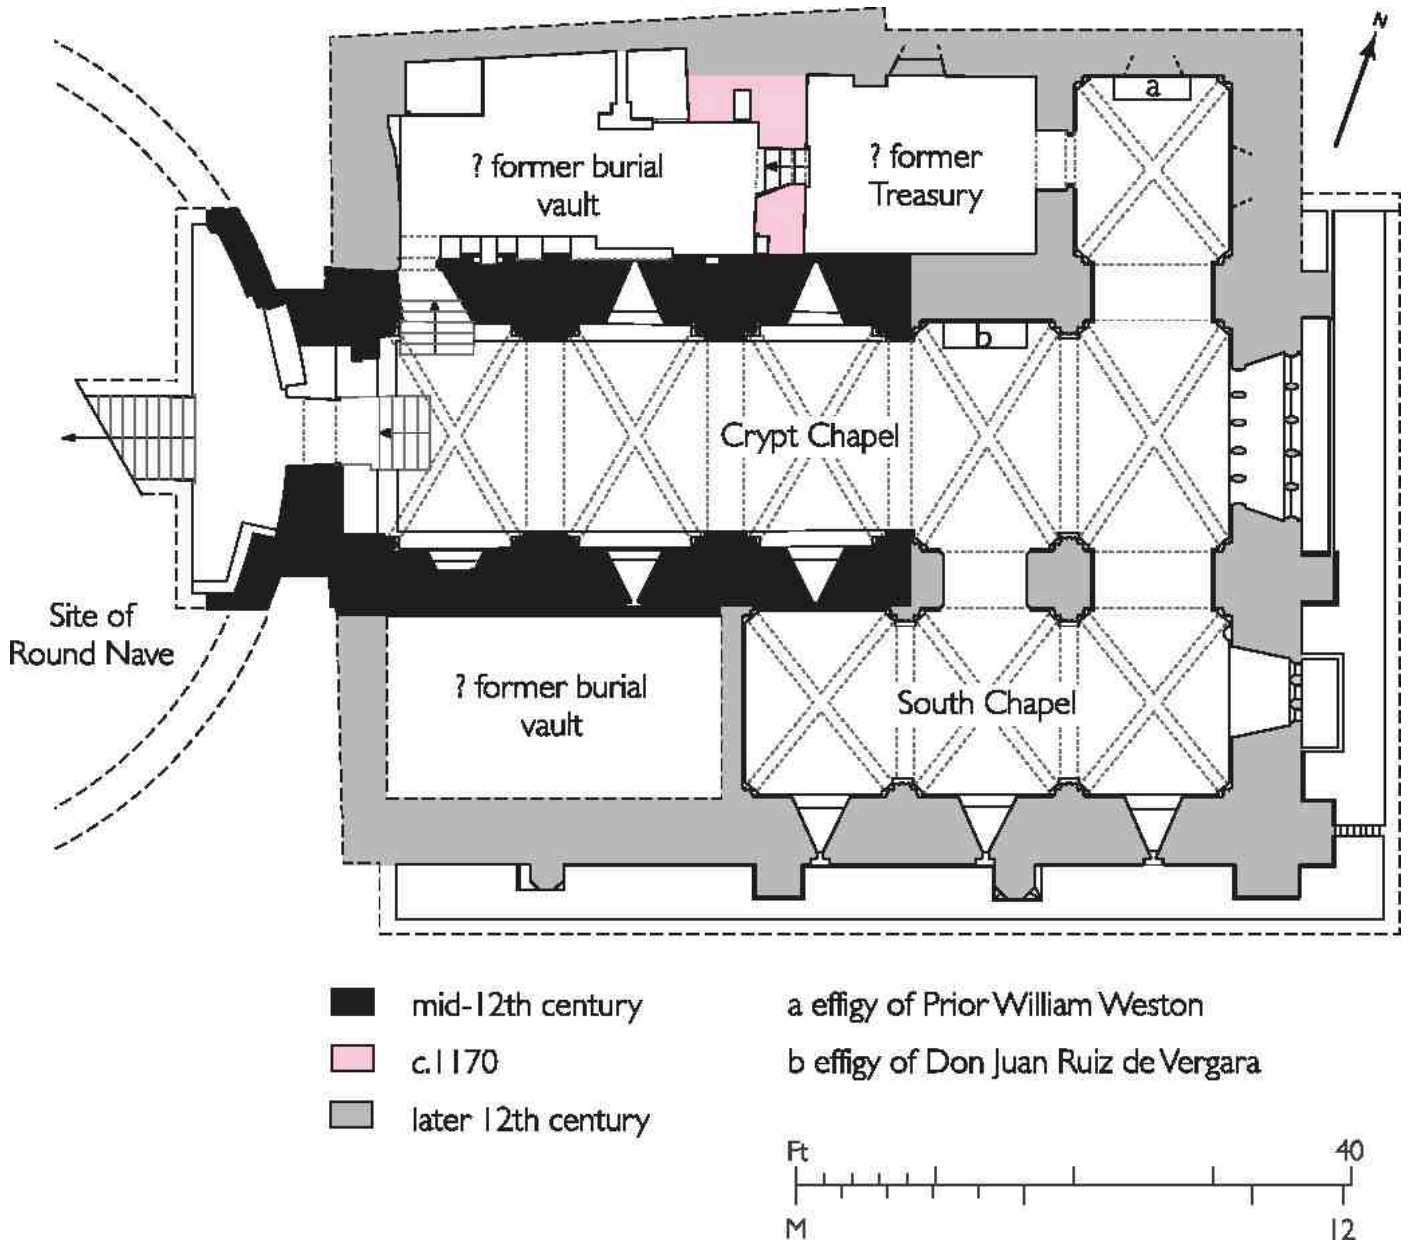 N
a
? former burial
vault
? former
Treasury
b
Crypt Chapel
Site of
Round Nave
? former burial
vault
South Chapel
mid-12th century
c.1170
later 12th century
a effigy of Prior William Weston
b effigy of Don Juan Ruiz de Vergara
Ft 40
M 12